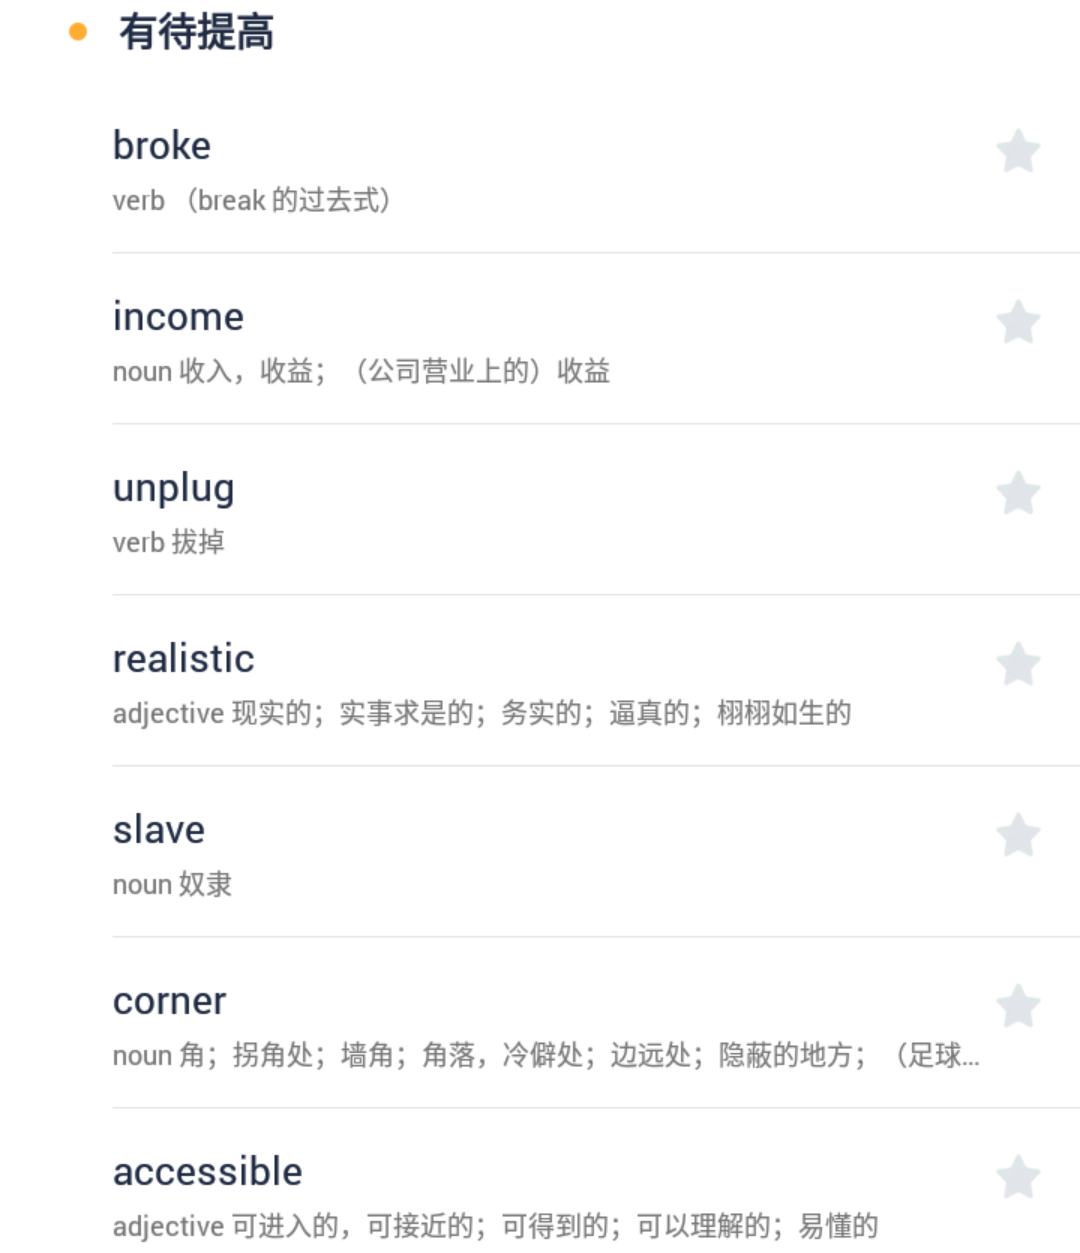 有待提高
broke
verb （break 的过去式）
income
noun 收入，收益；（公司营业上的）收益
unplug
verb 拔掉
realistic
adjective 现实的；实事求是的；务实的；逼真的；栩栩如生的
slave
noun 奴隶
corner
noun 角；拐角处；墙角；角落，冷僻处；边远处；隐蔽的地方；（足球...
accessible
adjective 可进入的，可接近的；可得到的；可以理解的；易懂的